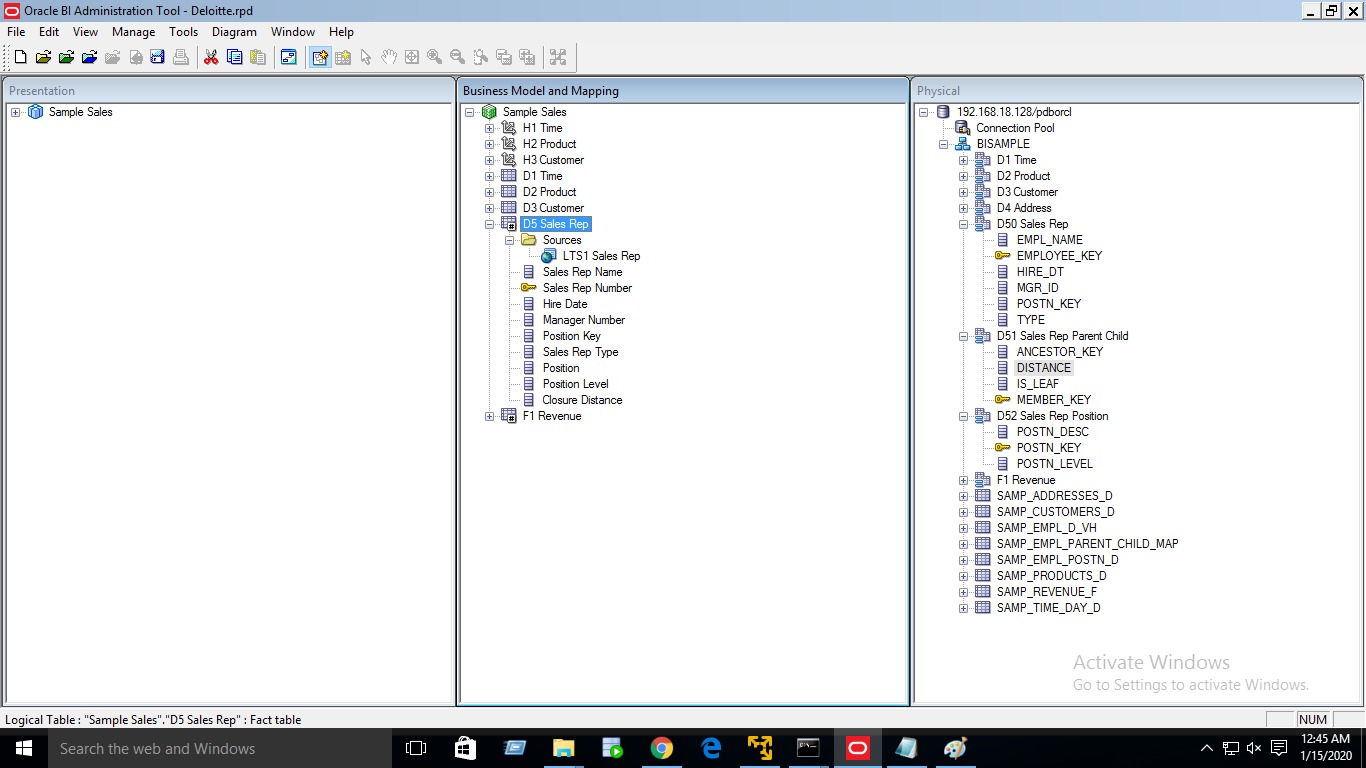 Oracle BI Administration Tool - Deloitte.rpd
File Edit View Manage Tools Diagram Window Help
Presentation
Sample Sales
Business Model and Mapping
Sample Sales
H1 Time
H2 Product
H3 Customer
D1 Time
D2 Product
D3 Customer
D5 Sales Rep
Sources
LTS1 Sales Rep
Sales Rep Name
Sales Rep Number
Hire Date
Manager Number
Position Key
Sales Rep Type
Position
Position Level
Closure Distance
F1 Revenue
Physical
192.168.18.128/pdborcl
Connection Pool
BISAMPLE
D1 Time
D2 Product
D3 Customer
D4 Address
D50 Sales Rep
EMPL_NAME
EMPLOYEE_KEY
HIRE_DT
MGR_ID
POSTN_KEY
TYPE
D51 Sales Rep Parent Child
ANCESTOR_KEY
DISTANCE
IS_LEAF
MEMBER_KEY
D52 Sales Rep Position
POSTN_DESC
POSTN_KEY
POSTN_LEVEL
F1 Revenue
SAMP_ADDRESSES_D
SAMP_CUSTOMERS_D
SAMP_EMPL_D_VH
SAMP_EMPL_PARENT_CHILD_MAP
SAMP_EMPL_POSTN_D
SAMP_PRODUCTS_D
SAMP_REVENUE_F
SAMP_TIME_DAY_D
Activate Windows
Go to Settings to activate Windows.
Logical Table : "Sample Sales"."D5 Sales Rep" : Fact table
NUM
Search the web and Windows
12:45 AM
1/15/2020